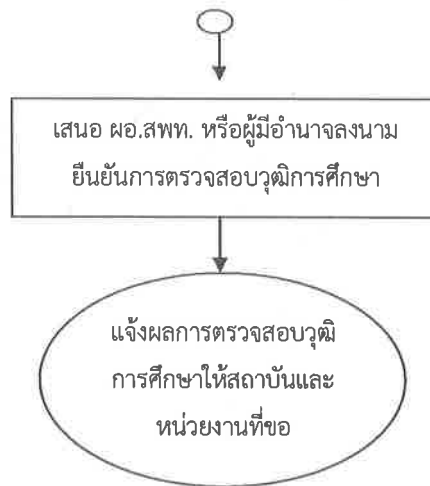 เสนอ ผอ.สพท. หรือผู้มีอำนาจลงนาม
ยืนยันการตรวจสอบวุฒิการศึกษา
แจ้งผลการตรวจสอบวุฒิ
การศึกษาให้สถาบันและ
หน่วยงานที่ขอ